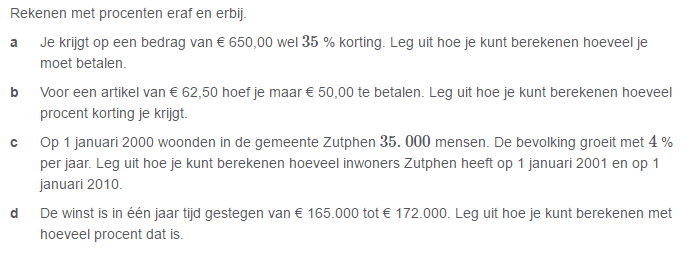 Rekenen met procenten eraf en erbij.
a Je krijgt op een bedrag van € 650,00 wel 35 % korting. Leg uit hoe je kunt berekenen hoeveel je
moet betalen.
b Voor een artikel van € 62,50 hoef je maar € 50,00 te betalen. Leg uit hoe je kunt berekenen hoeveel
procent korting je krijgt.
c Op 1 januari 2000 woonden in de gemeente Zutphen 35. 000 mensen. De bevolking groeit met 4 %
per jaar. Leg uit hoe je kunt berekenen hoeveel inwoners Zutphen heeft op 1 januari 2001 en op 1
januari 2010.
d De winst is in één jaar tijd gestegen van € 165.000 tot € 172.000. Leg uit hoe je kunt berekenen met
hoeveel procent dat is.